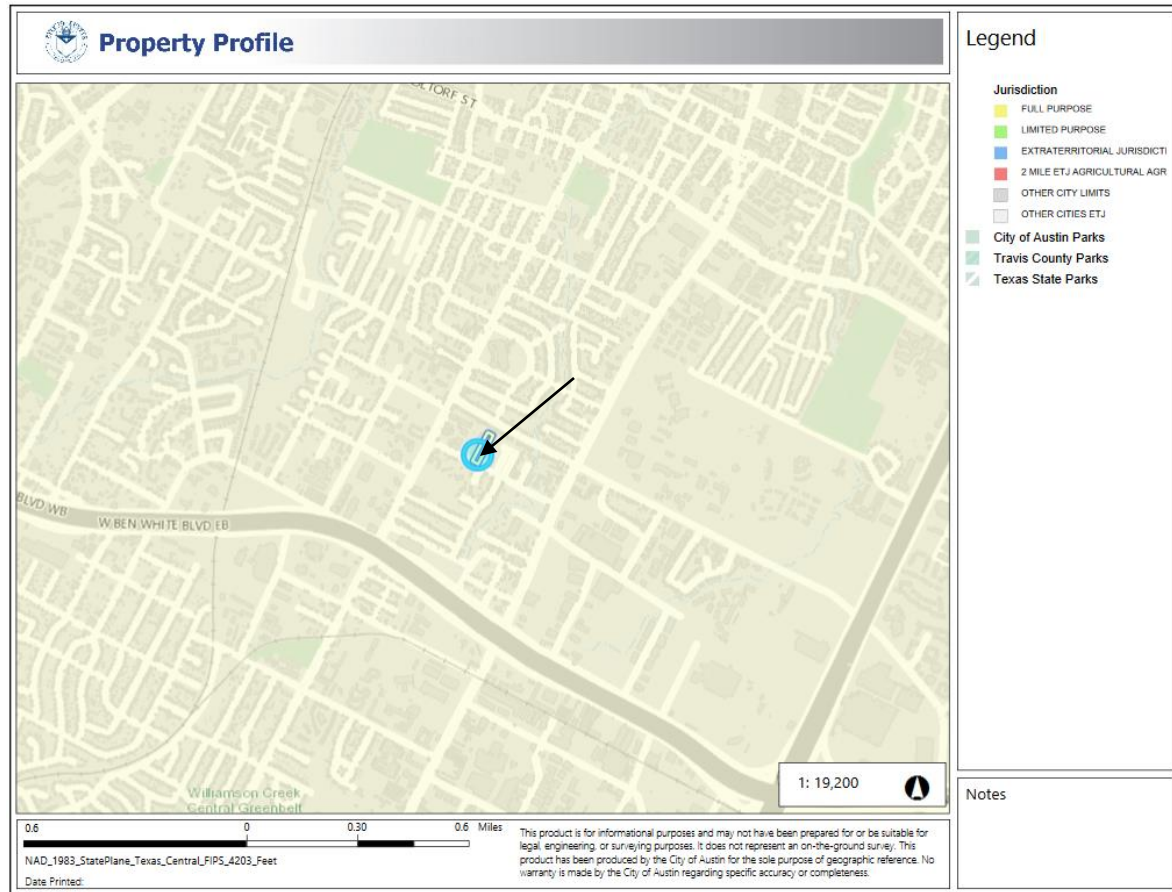 Property Profile
OLTORF ST
BLVD WB
W BEN WHITE BLVD EB
Williamson Creek
Central Greenbelt
1: 19,200
0.6 0 0.30 0.6 Miles
NAD_1983_StatePlane_Texas_Central_FIPS_4203_Feet
Date Printed:
This product is for informational purposes and may not have been prepared for or be suitable for
legal, engineering, or surveying purposes. It does not represent an on-the-ground survey. This
product has been produced by the City of Austin for the sole purpose of geographic reference. No
warranty is made by the City of Austin regarding specific accuracy or completeness.
Legend
Jurisdiction
FULL PURPOSE
LIMITED PURPOSE
EXTRATERRITORIAL JURISDICTI
2 MILE ETJ AGRICULTURAL AGR
OTHER CITY LIMITS
OTHER CITIES ETJ
City of Austin Parks
Travis County Parks
Texas State Parks
Notes